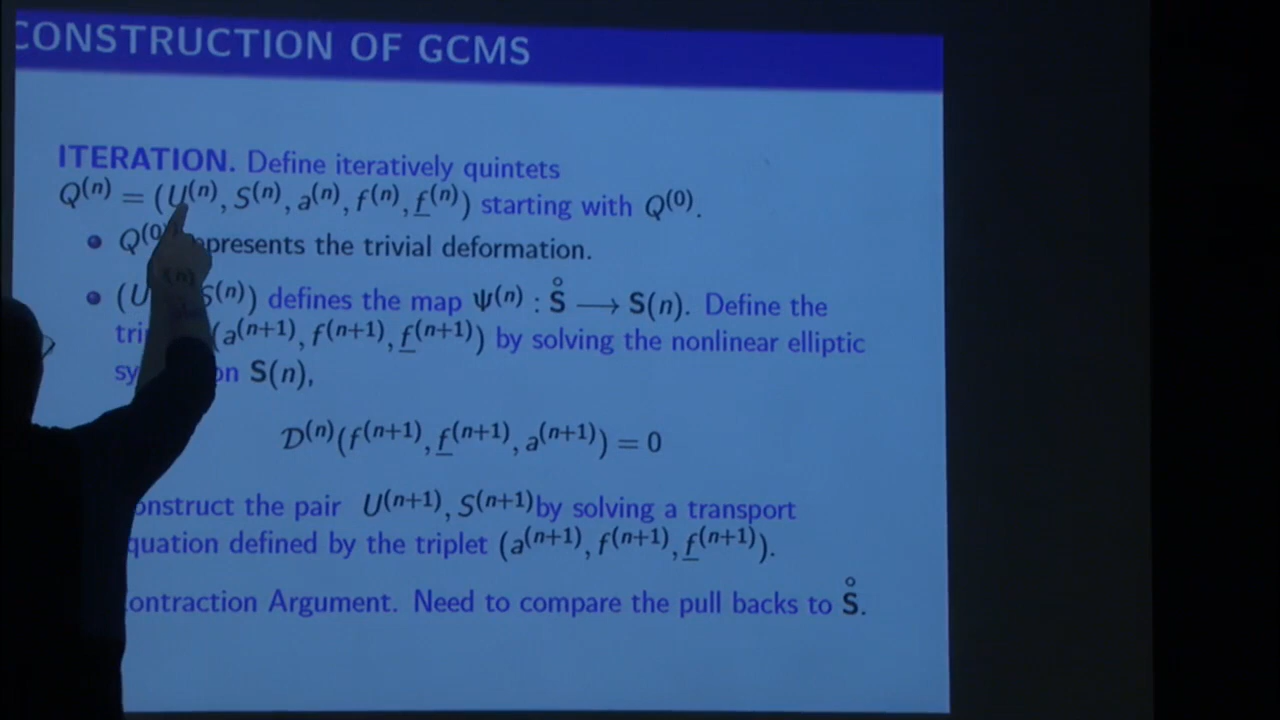 CONSTRUCTION OF GCMS
ITERATION. Define iteratively quintets
Q^(n) = (U^(n), S^(n), a^(n), f^(n), \underline{f}^(n)) starting with Q^(0).
• Q^(0) represents the trivial deformation.
• (U^(n), S^(n)) defines the map Ψ^(n) : S̊ ⟶ S(n). Define the
(a^(n+1), f^(n+1), \underline{f}^(n+1)) by solving the nonlinear elliptic
on S(n),
𝒟^(n)(f^(n+1), \underline{f}^(n+1), a^(n+1)) = 0
onstruct the pair U^(n+1), S^(n+1) by solving a transport
quation defined by the triplet (a^(n+1), f^(n+1), \underline{f}^(n+1)).
ontraction Argument. Need to compare the pull backs to S̊.